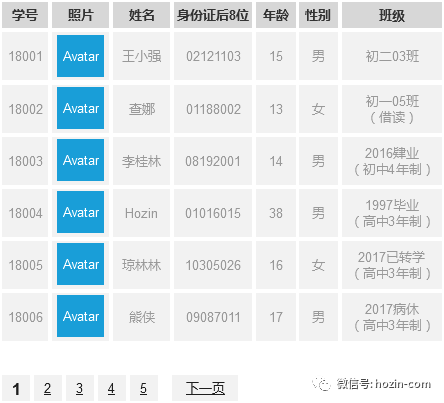 学号 照片 姓名 身份证后8位 年龄 性别 班级
18001 Avatar 王小强 02121103 15 男 初二03班
18002 Avatar 查娜 01188002 13 女 初一05班
（借读）
18003 Avatar 李桂林 08192001 14 男 2016肄业
（初中4年制）
18004 Avatar Hozin 01016015 38 男 1997毕业
（高中3年制）
18005 Avatar 琼林林 10305026 16 女 2017已转学
（高中3年制）
18006 Avatar 熊侠 09087011 17 男 2017病休
（高中3年制）
1 2 3 4 5 下一页
微信号: hozin-com